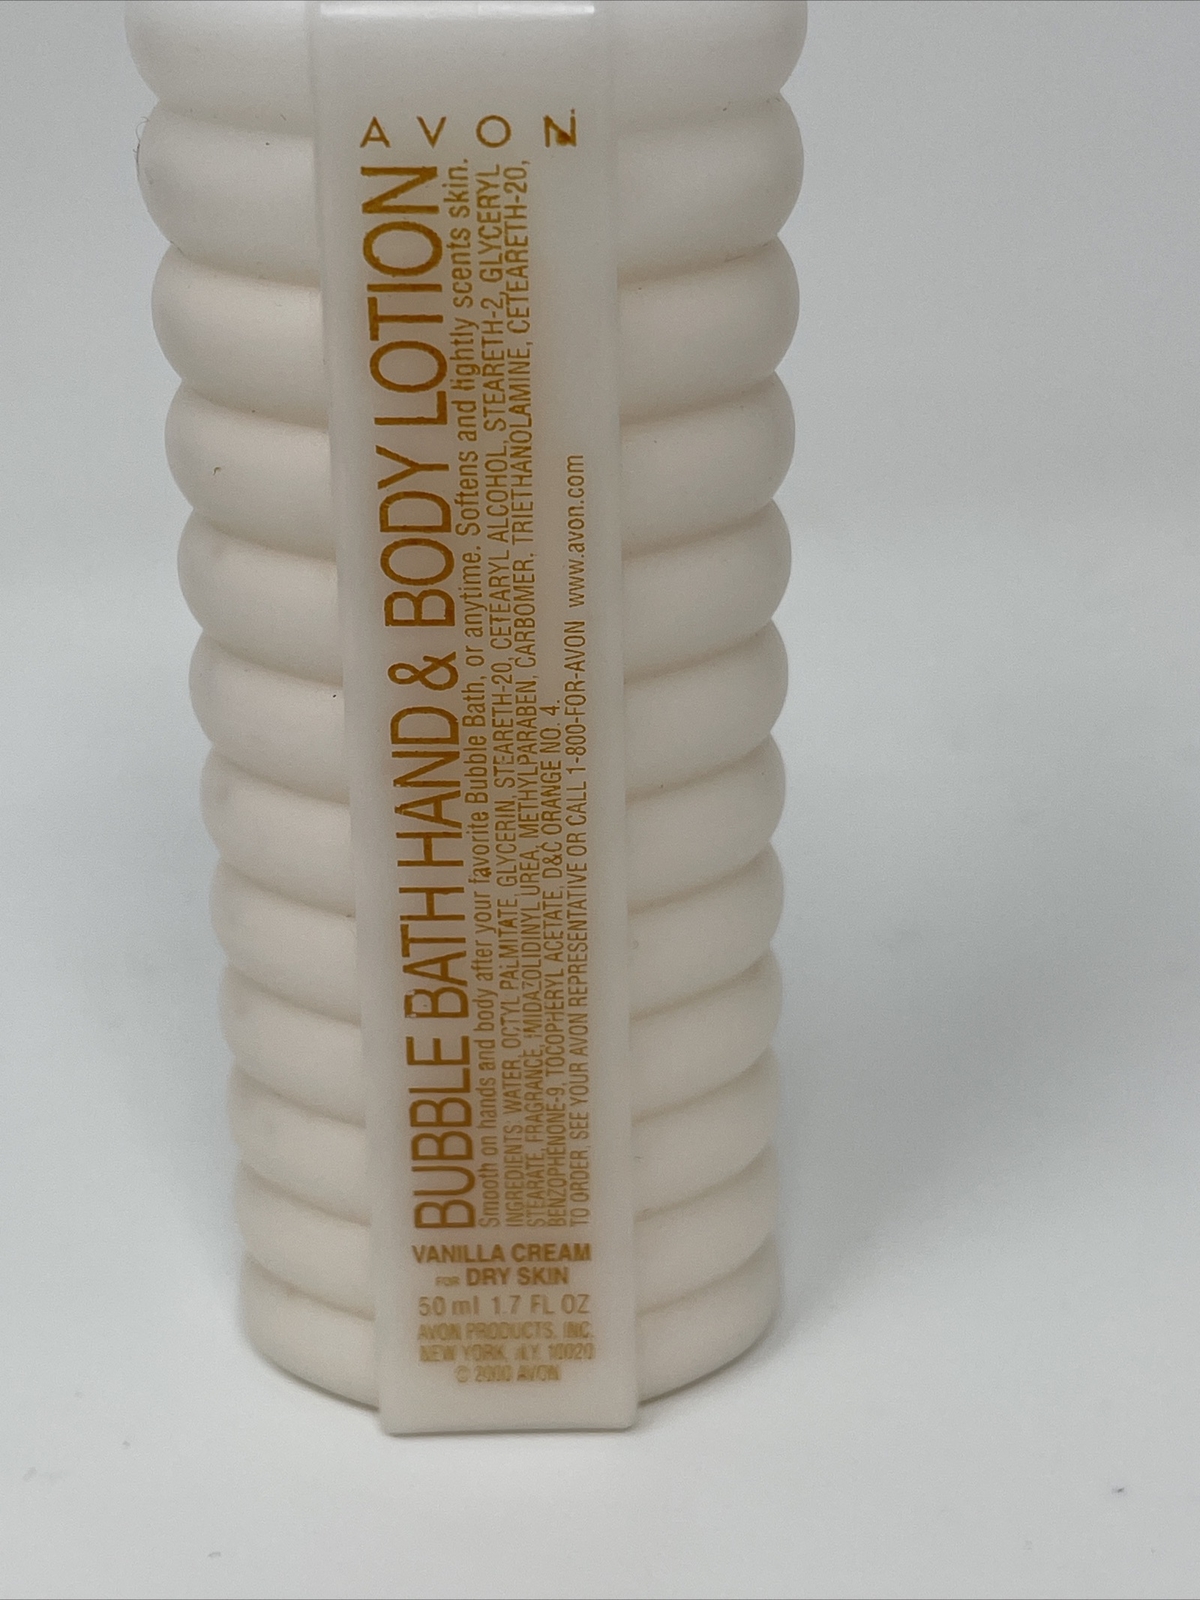 AVON
BUBBLE BATH HAND & BODY LOTION
Smooth on hands and body after your favorite Bubble Bath, or anytime. Softens and lightly scents skin.
INGREDIENTS: WATER, OCTYL PALMITATE, GLYCERIN, STEARETH-20, CETEARYL ALCOHOL, STEARETH-2, GLYCERYL
STEARATE, FRAGRANCE, IMIDAZOLIDINYL UREA, METHYLPARABEN, CARBOMER, TRIETHANOLAMINE, CETEARETH-20,
BENZOPHENONE-9, TOCOPHERYL ACETATE, D&C ORANGE NO. 4.
TO ORDER, SEE YOUR AVON REPRESENTATIVE OR CALL 1-800-FOR-AVON www.avon.com
VANILLA CREAM
FOR DRY SKIN
50 ml 1.7 FL OZ
AVON PRODUCTS, INC.
NEW YORK, N.Y. 10020
© 2000 AVON